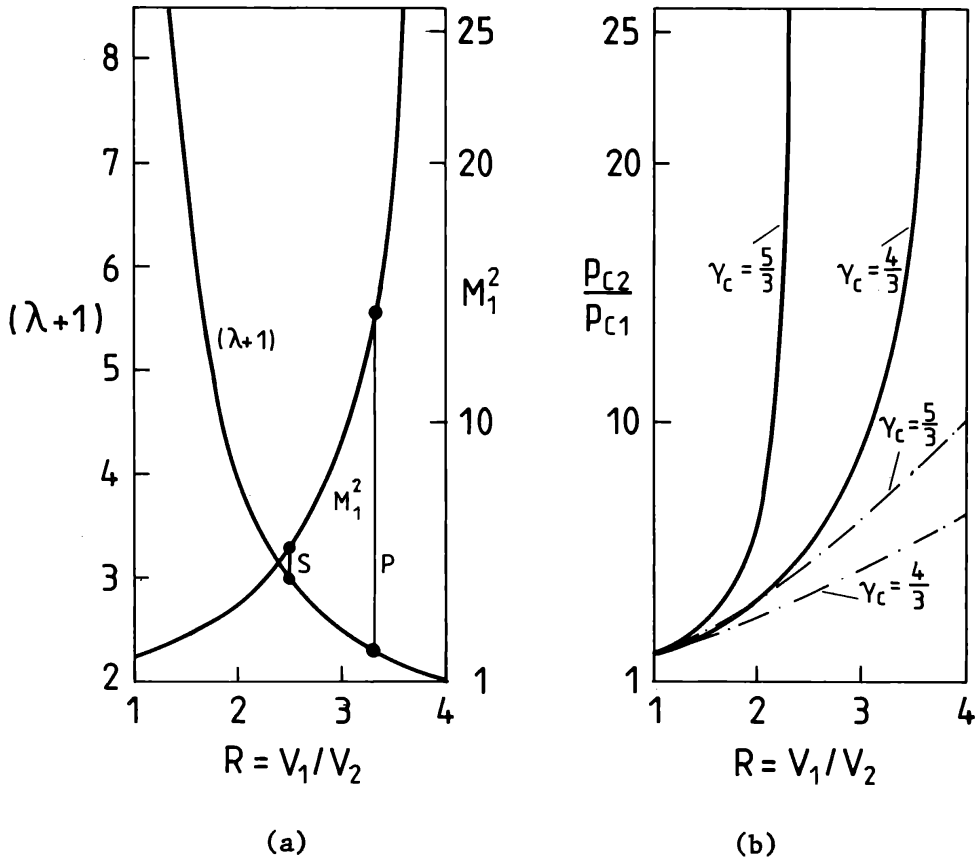 8
7
6
5
4
3
2
(λ+1)
(λ+1)
M₁²
S
P
25
20
10
1
M₁²
1 2 3 4
R = V₁/V₂
(a)
25
20
10
1
p_C2 / p_C1
γ_C = 5/3
γ_C = 4/3
γ_C = 5/3
γ_C = 4/3
1 2 3 4
R = V₁/V₂
(b)